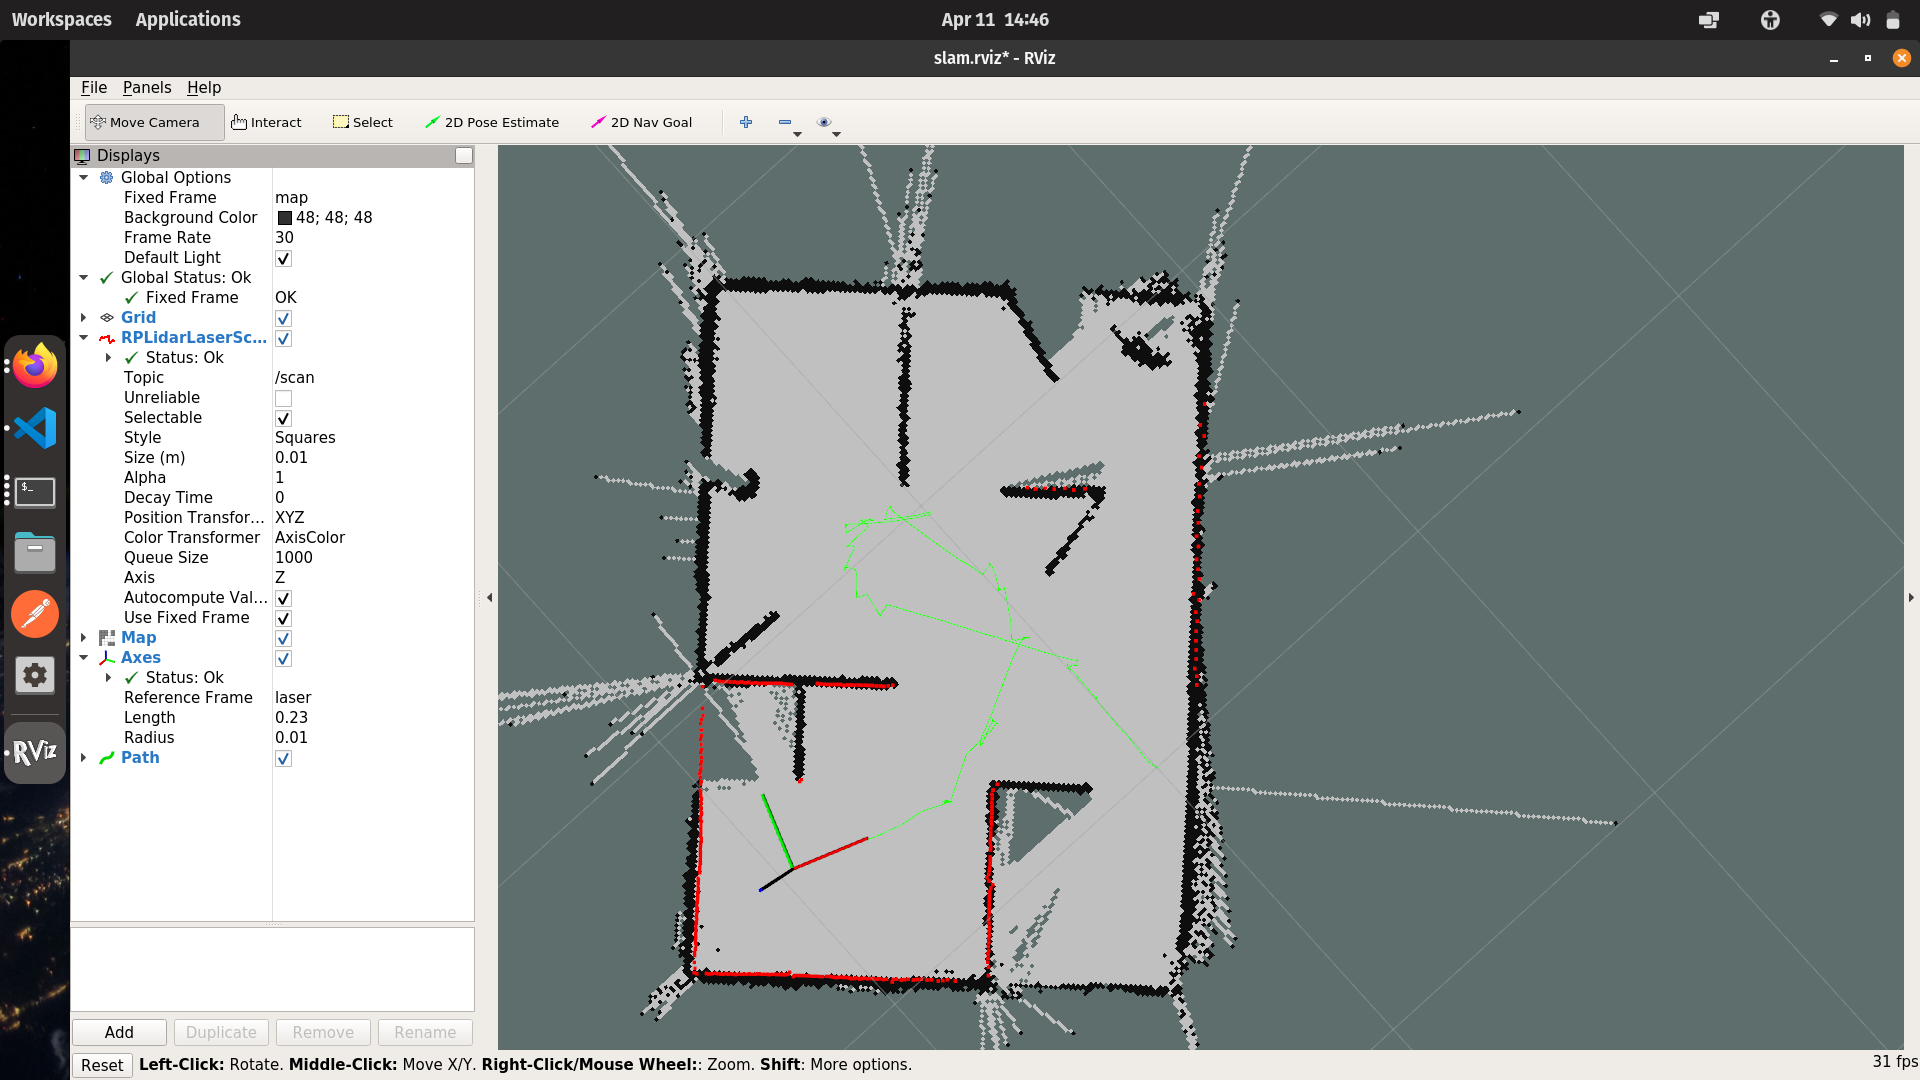 Workspaces Applications Apr 11 14:46
slam.rviz* - RViz
File Panels Help
Move Camera Interact Select 2D Pose Estimate 2D Nav Goal
Displays
Global Options
Fixed Frame map
Background Color 48; 48; 48
Frame Rate 30
Default Light
Global Status: Ok
Fixed Frame OK
Grid
RPLidarLaserSc...
Status: Ok
Topic /scan
Unreliable
Selectable
Style Squares
Size (m) 0.01
Alpha 1
Decay Time 0
Position Transfor... XYZ
Color Transformer AxisColor
Queue Size 1000
Axis Z
Autocompute Val...
Use Fixed Frame
Map
Axes
Status: Ok
Reference Frame laser
Length 0.23
Radius 0.01
Path
RViz
Add Duplicate Remove Rename
Reset Left-Click: Rotate. Middle-Click: Move X/Y. Right-Click/Mouse Wheel:: Zoom. Shift: More options. 31 fps